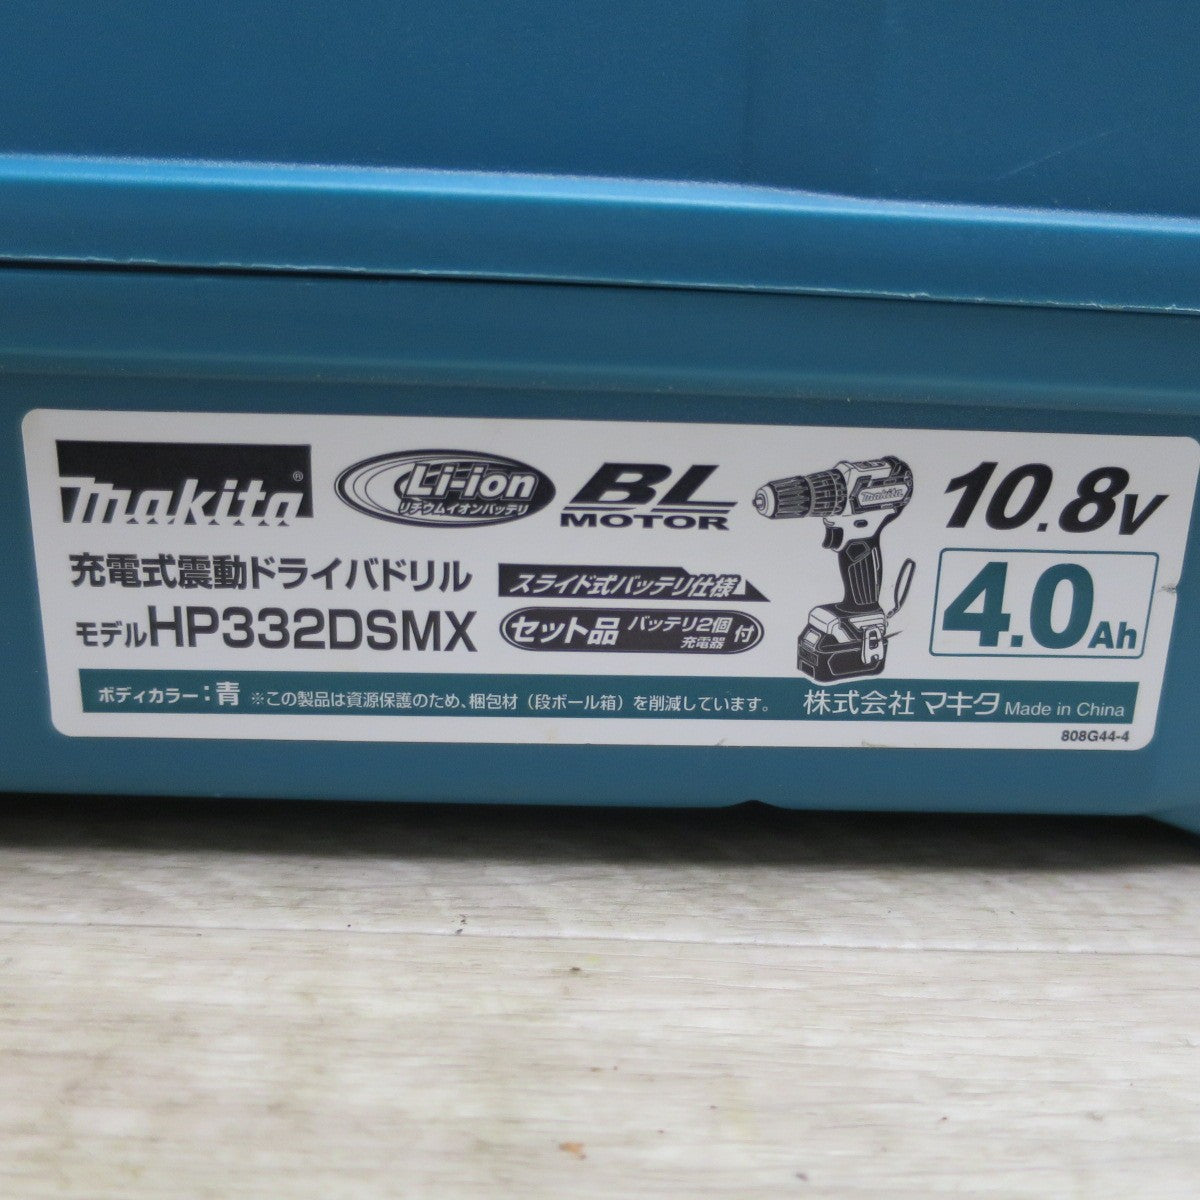 makita®
Li-ion
リチウムイオンバッテリ
BL
MOTOR
makita
10.8V
4.0Ah
充電式震動ドライバドリル
モデルHP332DSMX
スライド式バッテリ仕様
セット品 バッテリ2個 充電器 付
ボディカラー：青 ※この製品は資源保護のため、梱包材（段ボール箱）を削減しています。 株式会社 マキタ Made in China
808G44-4